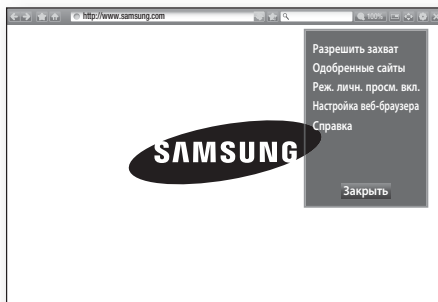 http://www.samsung.com
100%
Разрешить захват
Одобренные сайты
Реж. личн. просм. вкл.
Настройка веб-браузера
Справка
SAMSUNG
Закрыть